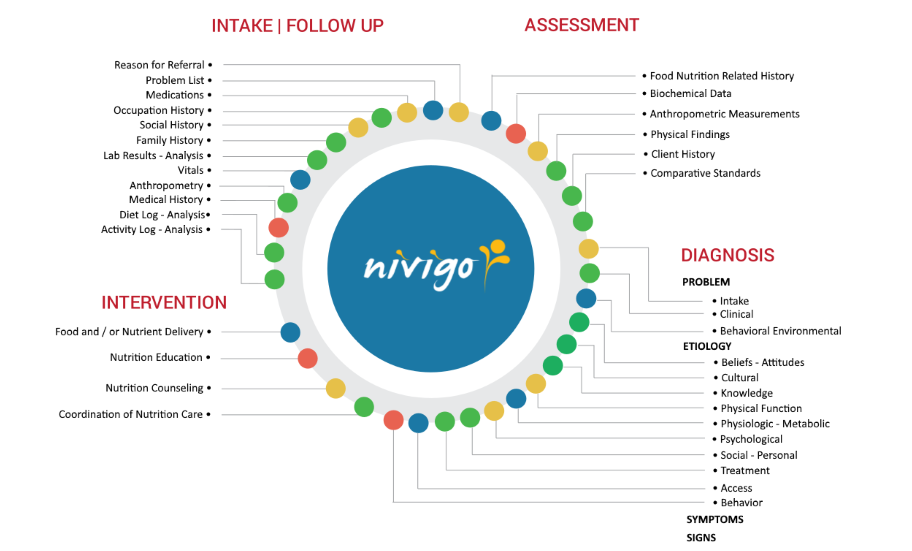 INTAKE | FOLLOW UP
Reason for Referral •
Problem List •
Medications •
Occupation History •
Social History •
Family History •
Lab Results - Analysis •
Vitals •
Anthropometry •
Medical History •
Diet Log - Analysis•
Activity Log - Analysis •
ASSESSMENT
• Food Nutrition Related History
• Biochemical Data
• Anthropometric Measurements
• Physical Findings
• Client History
• Comparative Standards
nivigo
DIAGNOSIS
PROBLEM
• Intake
• Clinical
• Behavioral Environmental
ETIOLOGY
• Beliefs - Attitudes
• Cultural
• Knowledge
• Physical Function
• Physiologic - Metabolic
• Psychological
• Social - Personal
• Treatment
• Access
• Behavior
SYMPTOMS
SIGNS
INTERVENTION
Food and / or Nutrient Delivery •
Nutrition Education •
Nutrition Counseling •
Coordination of Nutrition Care •